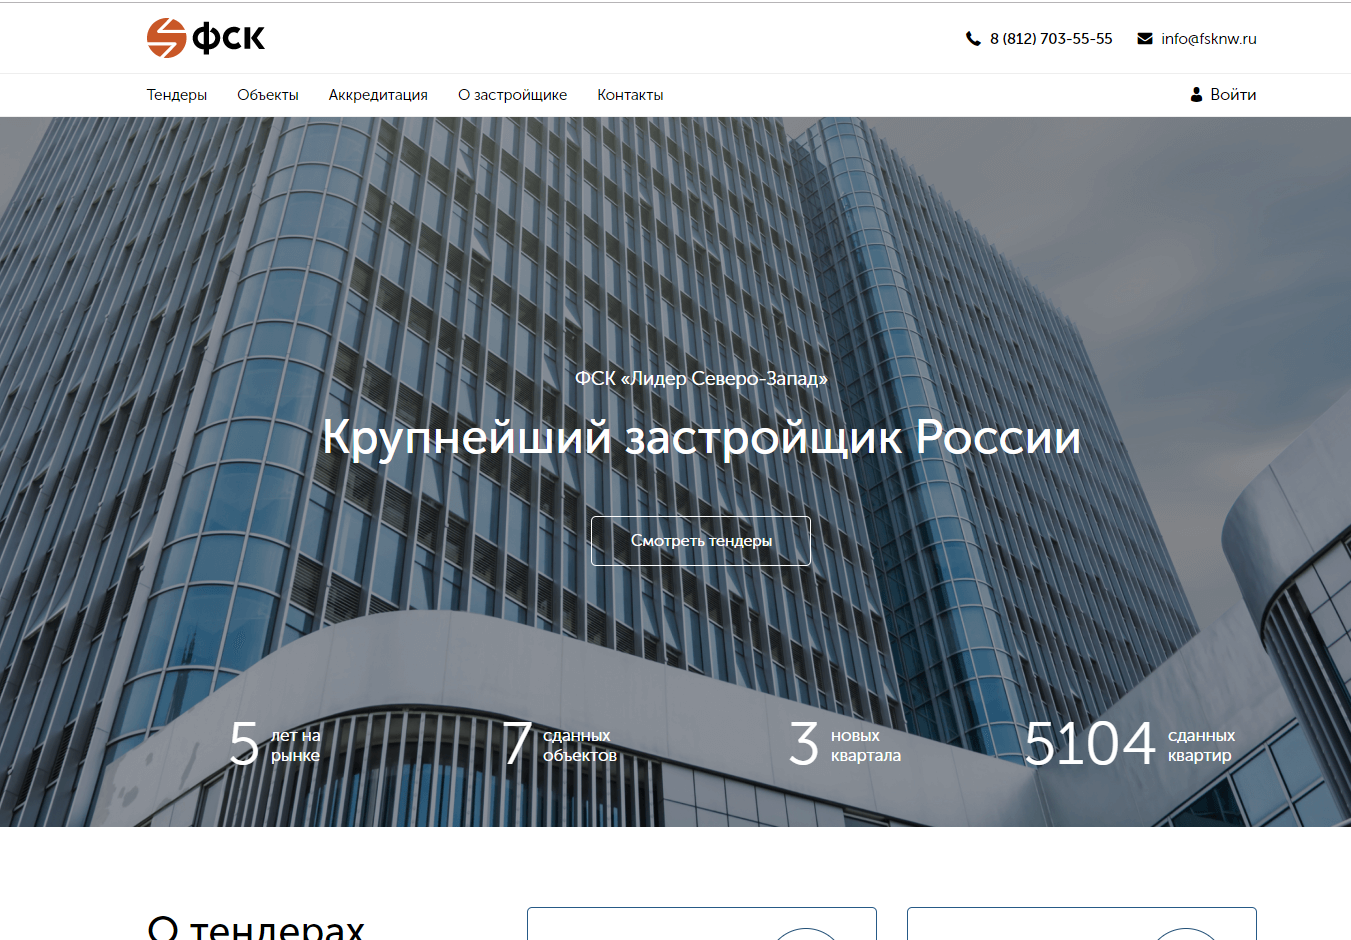 ФСК
8 (812) 703-55-55
info@fsknw.ru
Тендеры
Объекты
Аккредитация
О застройщике
Контакты
Войти
ФСК «Лидер Северо-Запад»
Крупнейший застройщик России
Смотреть тендеры
5
лет на
рынке
7
сданных
объектов
3
новых
квартала
5104
сданных
квартир
О тендерах